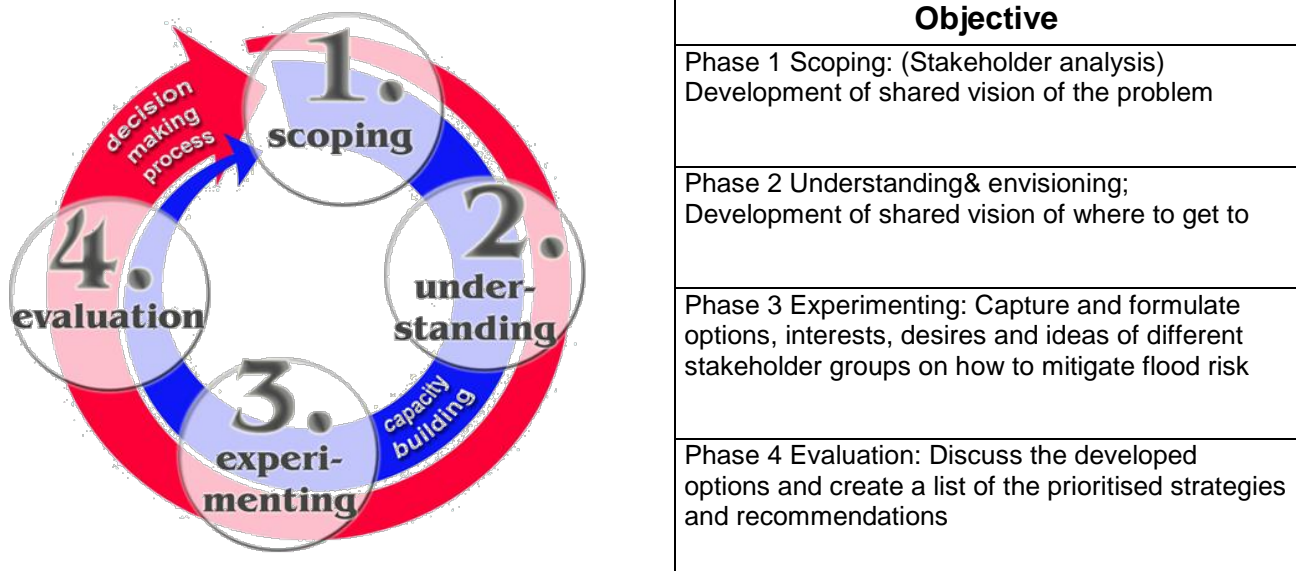 1.
scoping
decision
making
process
2.
under-
standing
capacity
building
3.
experi-
menting
4.
evaluation
Objective
Phase 1 Scoping: (Stakeholder analysis)
Development of shared vision of the problem
Phase 2 Understanding& envisioning;
Development of shared vision of where to get to
Phase 3 Experimenting: Capture and formulate
options, interests, desires and ideas of different
stakeholder groups on how to mitigate flood risk
Phase 4 Evaluation: Discuss the developed
options and create a list of the prioritised strategies
and recommendations